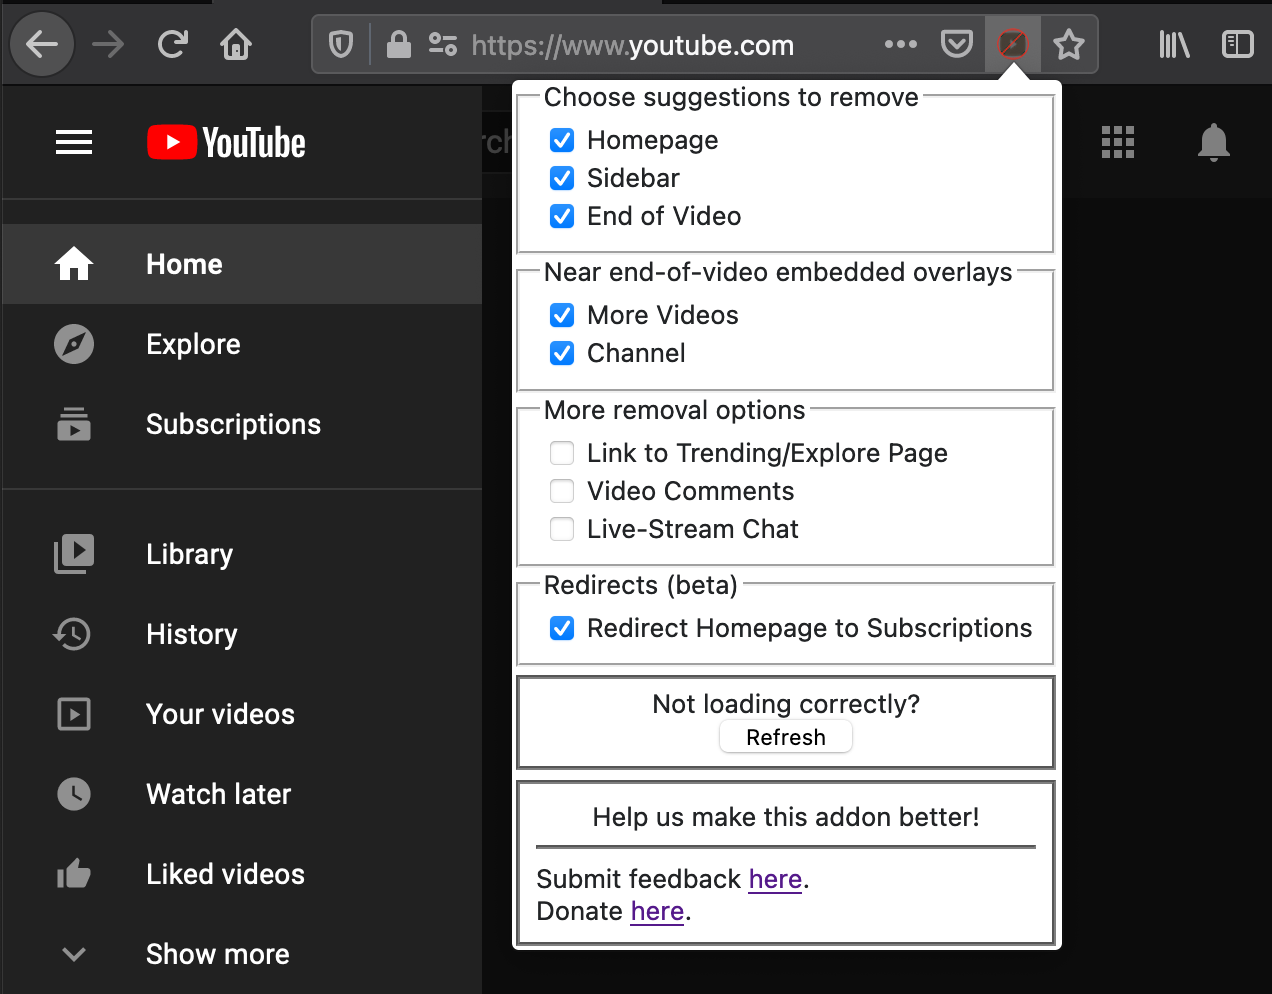 https://www.youtube.com
YouTube
Home
Explore
Subscriptions
Library
History
Your videos
Watch later
Liked videos
Show more
Choose suggestions to remove
Homepage
Sidebar
End of Video
Near end-of-video embedded overlays
More Videos
Channel
More removal options
Link to Trending/Explore Page
Video Comments
Live-Stream Chat
Redirects (beta)
Redirect Homepage to Subscriptions
Not loading correctly?
Refresh
Help us make this addon better!
Submit feedback here.
Donate here.